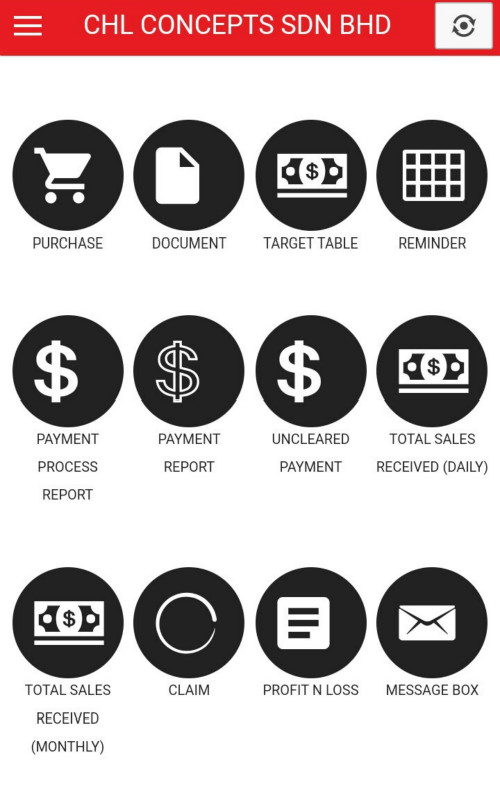 CHL CONCEPTS SDN BHD
PURCHASE
DOCUMENT
TARGET TABLE
REMINDER
PAYMENT
PROCESS
REPORT
PAYMENT
REPORT
UNCLEARED
PAYMENT
TOTAL SALES
RECEIVED (DAILY)
TOTAL SALES
RECEIVED
(MONTHLY)
CLAIM
PROFIT N LOSS
MESSAGE BOX